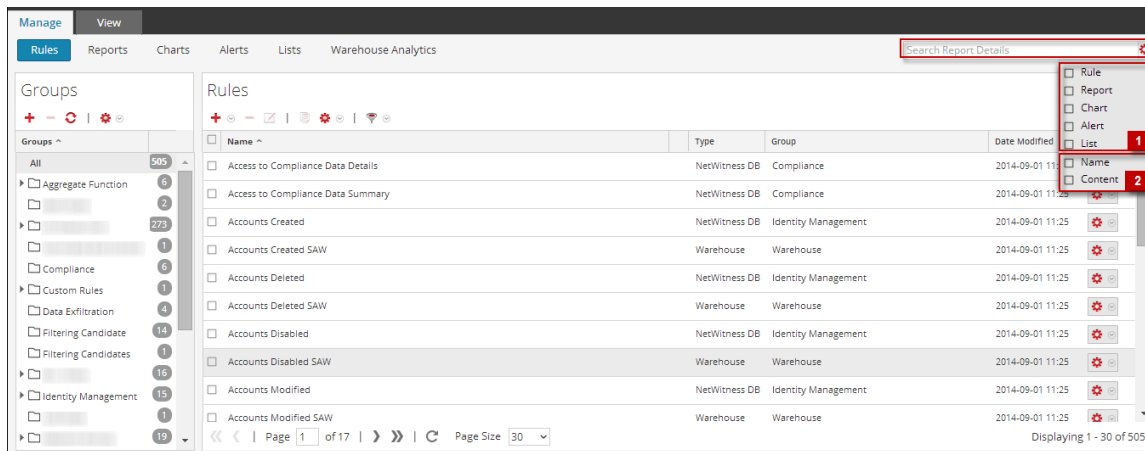 Manage View
Rules Reports Charts Alerts Lists Warehouse Analytics Search Report Details
Rule
Report
Chart
Alert
List 1
Name
Content 2
Groups
Groups
All 505
Aggregate Function 6
2
273
1
Compliance 6
Custom Rules 1
Data Exfiltration 4
Filtering Candidate 14
Filtering Candidates 1
16
Identity Management 15
1
19
Rules
Name Type Group Date Modified
Access to Compliance Data Details NetWitness DB Compliance 2014-09-01 11:
Access to Compliance Data Summary NetWitness DB Compliance 2014-09-01 11:25
Accounts Created NetWitness DB Identity Management 2014-09-01 11:25
Accounts Created SAW Warehouse Warehouse 2014-09-01 11:25
Accounts Deleted NetWitness DB Identity Management 2014-09-01 11:25
Accounts Deleted SAW Warehouse Warehouse 2014-09-01 11:25
Accounts Disabled NetWitness DB Identity Management 2014-09-01 11:25
Accounts Disabled SAW Warehouse Warehouse 2014-09-01 11:25
Accounts Modified NetWitness DB Identity Management 2014-09-01 11:25
Accounts Modified SAW Warehouse Warehouse 2014-09-01 11:25
Page 1 of 17 Page Size 30 Displaying 1 - 30 of 505